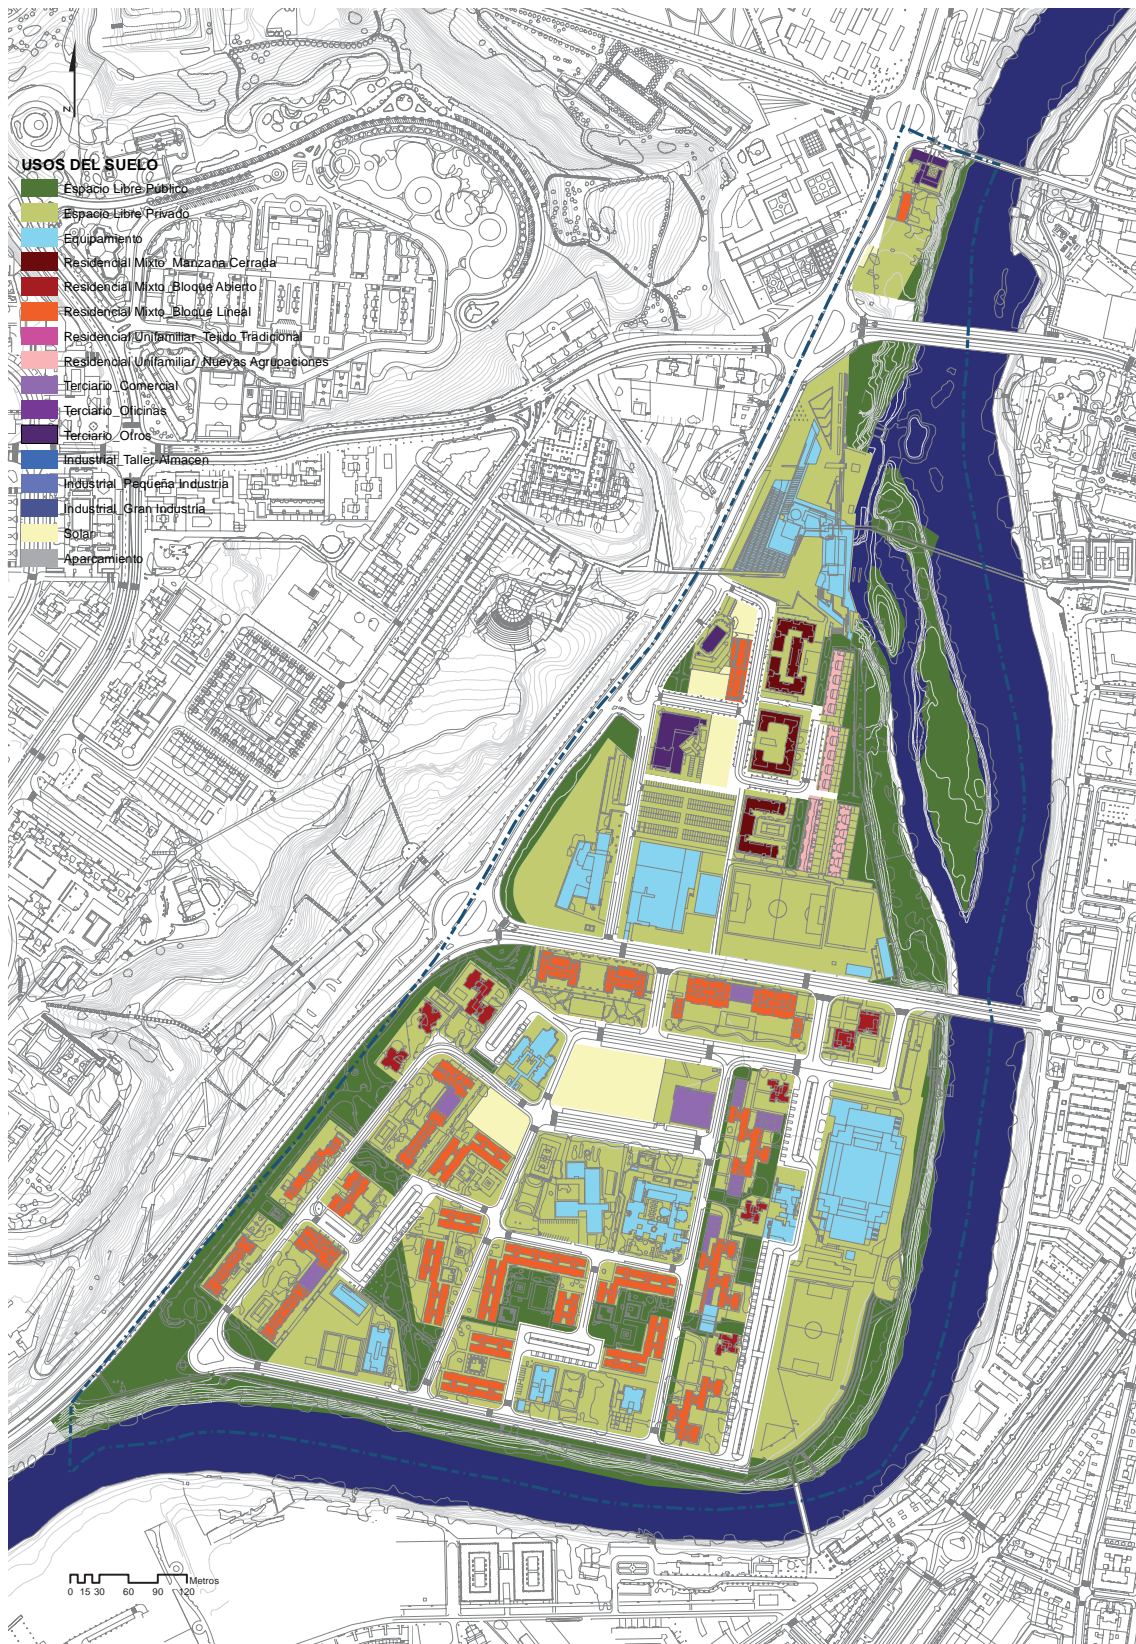 N
USOS DEL SUELO
Espacio Libre Público
Espacio Libre Privado
Equipamiento
Residencial Mixto_Manzana Cerrada
Residencial Mixto_Bloque Abierto
Residencial Mixto_Bloque Lineal
Residencial Unifamiliar_Tejido Tradicional
Residencial Unifamiliar_Nuevas Agrupaciones
Terciario_Comercial
Terciario_Oficinas
Terciario_Otros
Industrial_Taller-Almacen
Industrial_Pequeña Industria
Industrial_Gran Industria
Solar
Aparcamiento
Metros
0 15 30 60 90 120